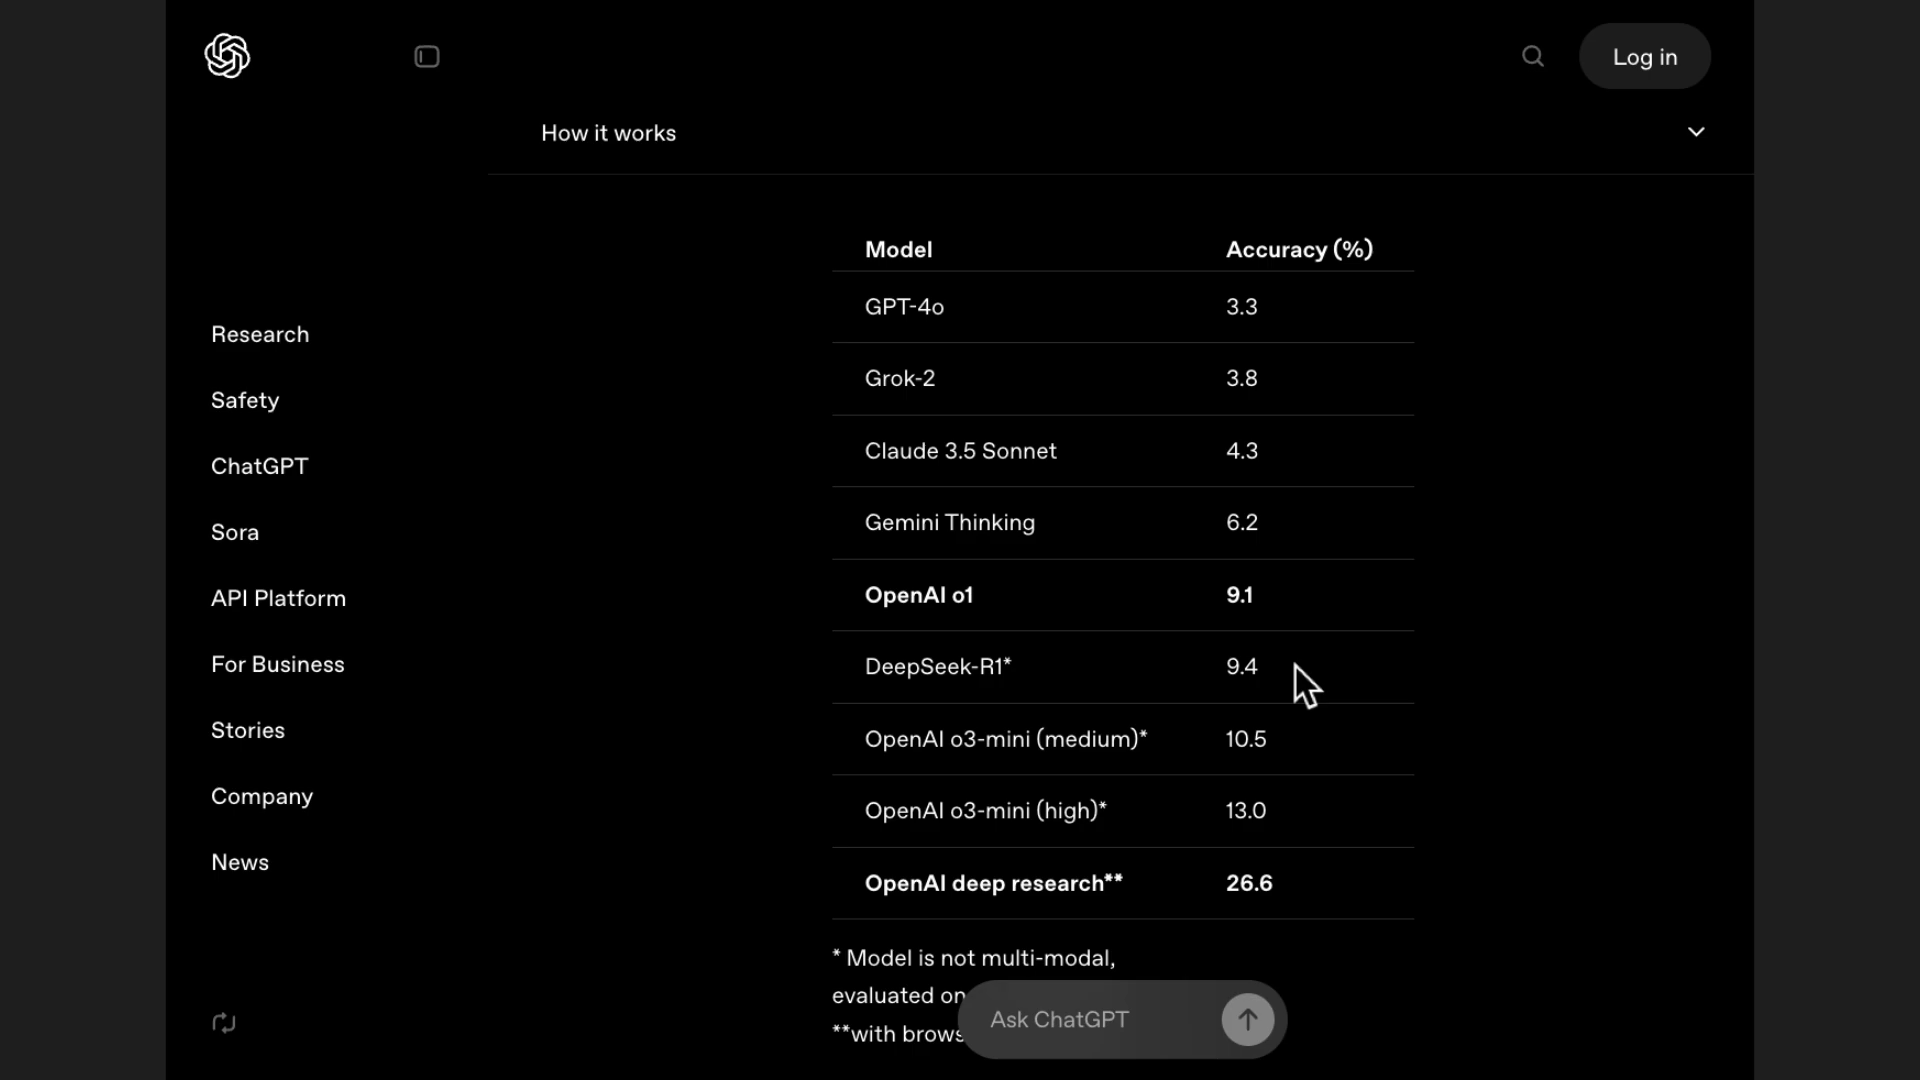 Log in
How it works
Research
Safety
ChatGPT
Sora
API Platform
For Business
Stories
Company
News
Model Accuracy (%)
GPT-4o 3.3
Grok-2 3.8
Claude 3.5 Sonnet 4.3
Gemini Thinking 6.2
OpenAI o1 9.1
DeepSeek-R1* 9.4
OpenAI o3-mini (medium)* 10.5
OpenAI o3-mini (high)* 13.0
OpenAI deep research** 26.6
* Model is not multi-modal,
evaluated on
**with brows
Ask ChatGPT